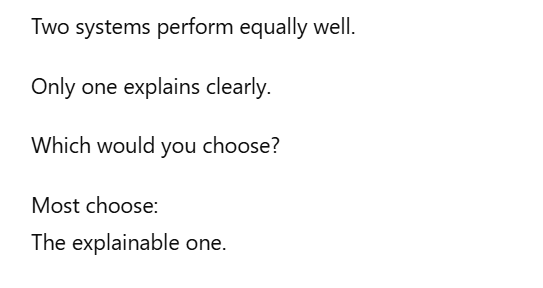 Two systems perform equally well.
Only one explains clearly.
Which would you choose?
Most choose:
The explainable one.